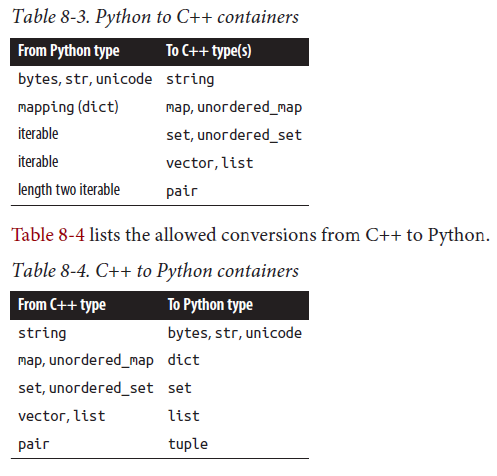 Table 8-3. Python to C++ containers
From Python type To C++ type(s)
bytes, str, unicode string
mapping (dict) map, unordered_map
iterable set, unordered_set
iterable vector, list
length two iterable pair
Table 8-4 lists the allowed conversions from C++ to Python.
Table 8-4. C++ to Python containers
From C++ type To Python type
string bytes, str, unicode
map, unordered_map dict
set, unordered_set set
vector, list list
pair tuple